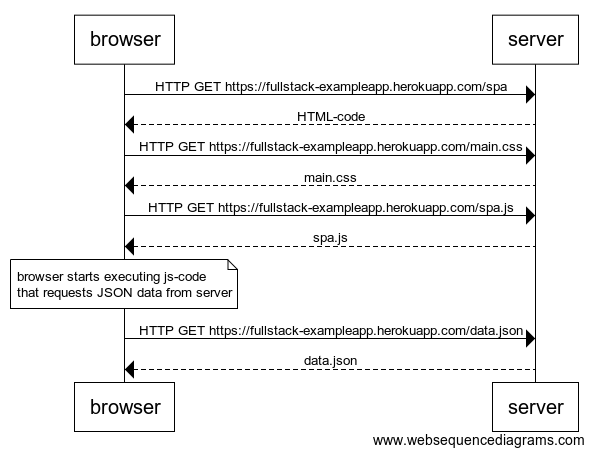 browser
server
HTTP GET https://fullstack-exampleapp.herokuapp.com/spa
HTML-code
HTTP GET https://fullstack-exampleapp.herokuapp.com/main.css
main.css
HTTP GET https://fullstack-exampleapp.herokuapp.com/spa.js
spa.js
browser starts executing js-code
that requests JSON data from server
HTTP GET https://fullstack-exampleapp.herokuapp.com/data.json
data.json
browser
server
www.websequencediagrams.com